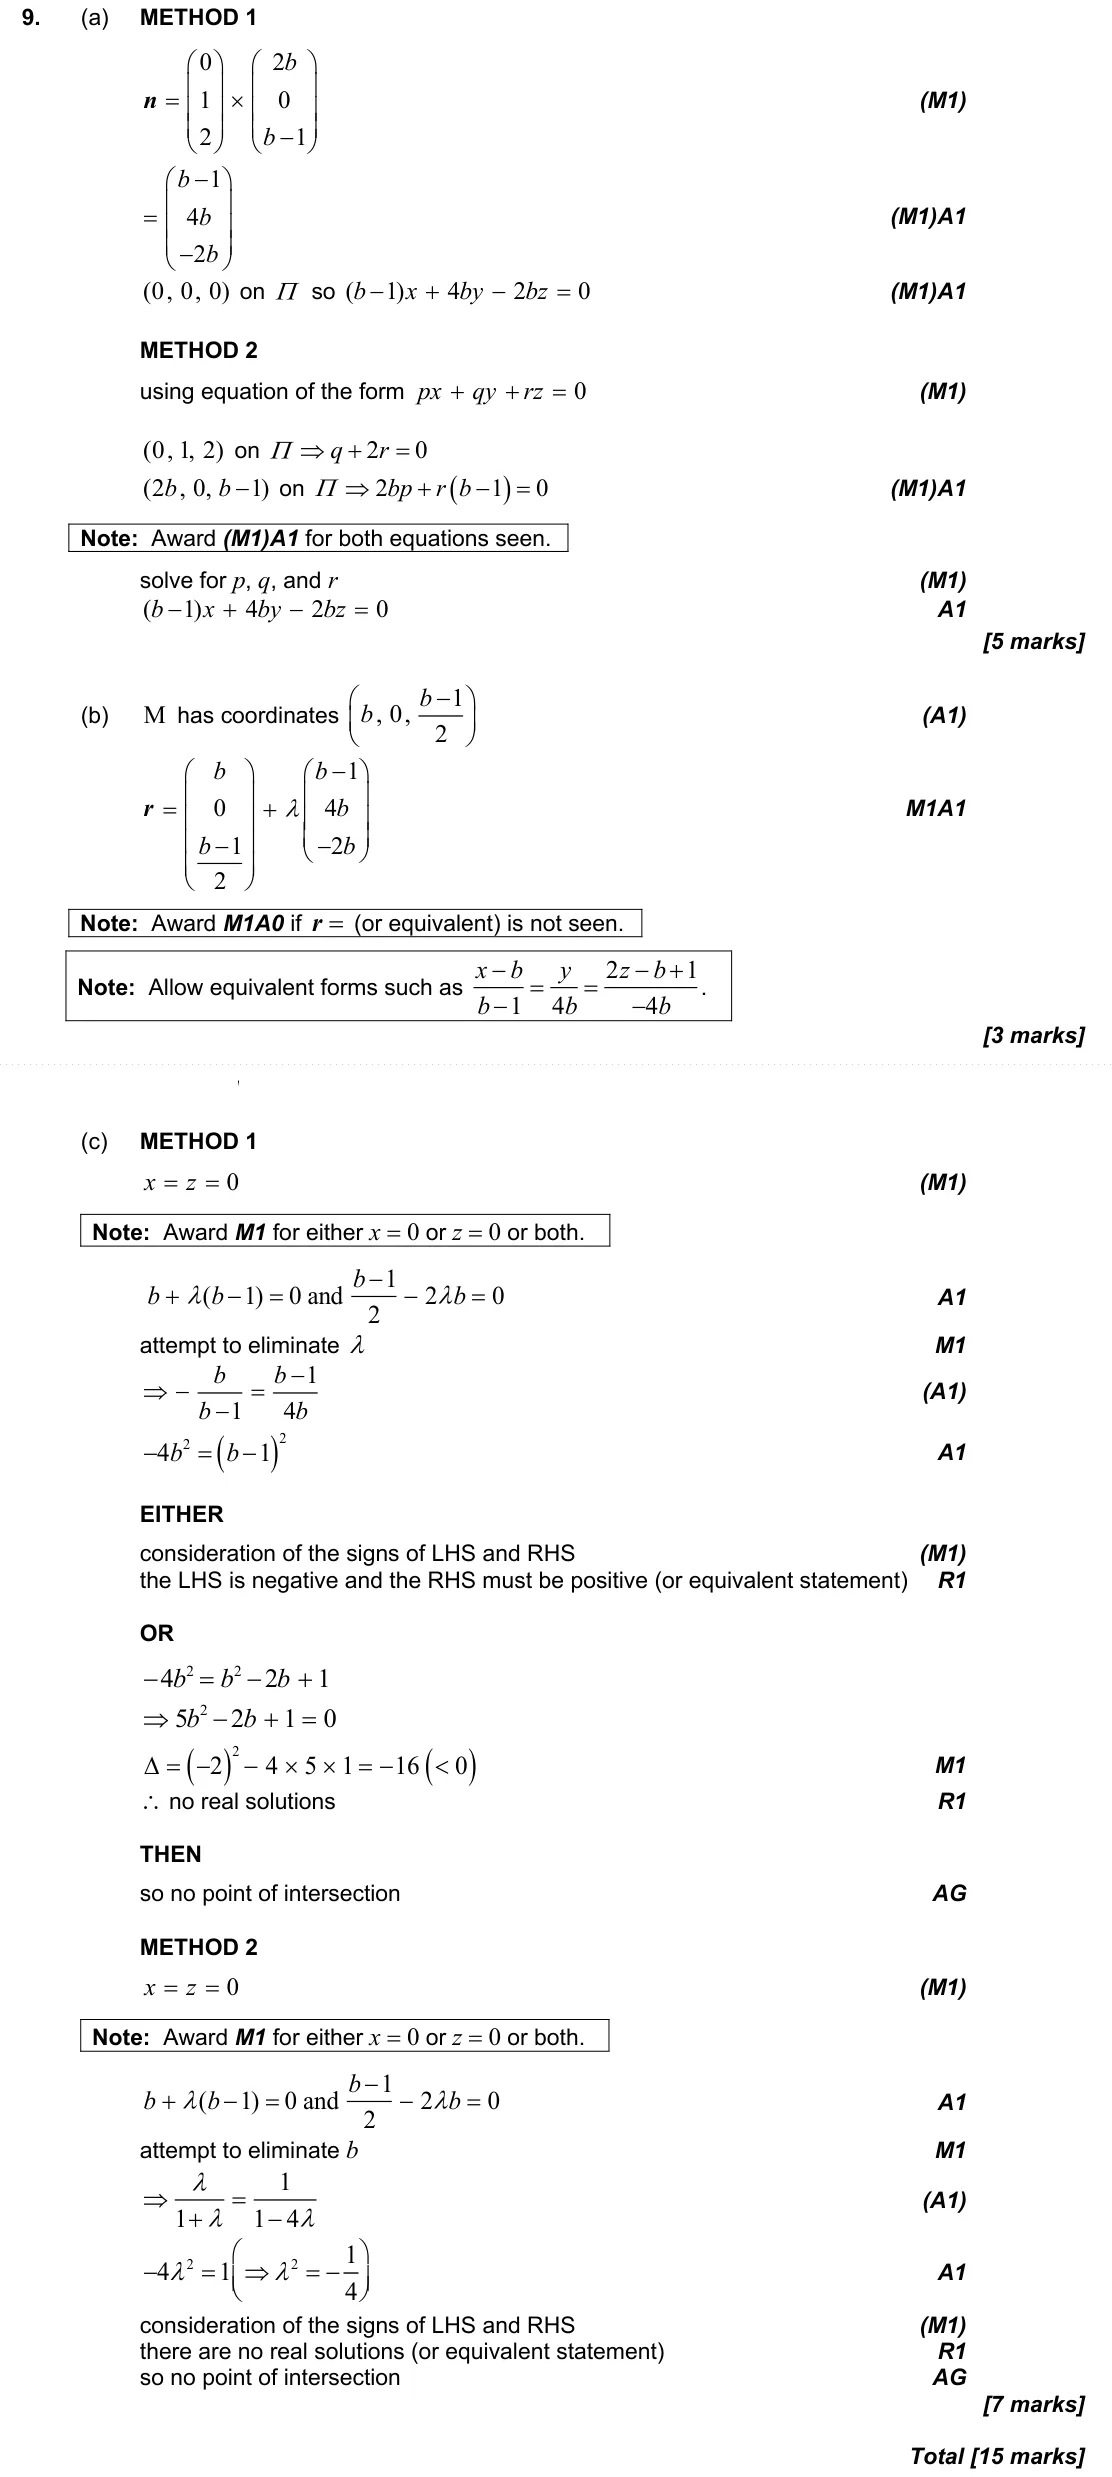 9. (a) METHOD 1
n = (0 1 2) × (2b 0 b−1) (M1)
= (b−1 4b −2b) (M1)A1
(0, 0, 0) on Π so (b−1)x + 4by − 2bz = 0 (M1)A1
METHOD 2
using equation of the form px + qy + rz = 0 (M1)
(0, 1, 2) on Π ⇒ q + 2r = 0
(2b, 0, b−1) on Π ⇒ 2bp + r(b−1) = 0 (M1)A1
Note: Award (M1)A1 for both equations seen.
solve for p, q, and r (M1)
(b−1)x + 4by − 2bz = 0 A1
[5 marks]
(b) M has coordinates (b, 0, (b−1)/2) (A1)
r = (b 0 (b−1)/2) + λ(b−1 4b −2b) M1A1
Note: Award M1A0 if r = (or equivalent) is not seen.
Note: Allow equivalent forms such as (x−b)/(b−1) = y/4b = (2z−b+1)/(−4b).
[3 marks]
(c) METHOD 1
x = z = 0 (M1)
Note: Award M1 for either x = 0 or z = 0 or both.
b + λ(b−1) = 0 and (b−1)/2 − 2λb = 0 A1
attempt to eliminate λ M1
⇒ − b/(b−1) = (b−1)/4b (A1)
−4b² = (b−1)² A1
EITHER
consideration of the signs of LHS and RHS (M1)
the LHS is negative and the RHS must be positive (or equivalent statement) R1
OR
−4b² = b² − 2b + 1
⇒ 5b² − 2b + 1 = 0
Δ = (−2)² − 4 × 5 × 1 = −16 (< 0) M1
∴ no real solutions R1
THEN
so no point of intersection AG
METHOD 2
x = z = 0 (M1)
Note: Award M1 for either x = 0 or z = 0 or both.
b + λ(b−1) = 0 and (b−1)/2 − 2λb = 0 A1
attempt to eliminate b M1
⇒ λ/(1+λ) = 1/(1−4λ) (A1)
−4λ² = 1 (⇒ λ² = −1/4) A1
consideration of the signs of LHS and RHS (M1)
there are no real solutions (or equivalent statement) R1
so no point of intersection AG
[7 marks]
Total [15 marks]